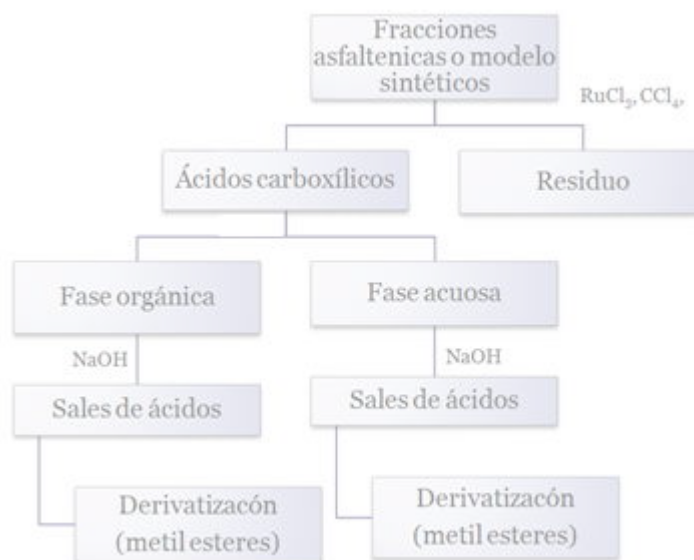 Fracciones
asfaltenicas o modelo
sintéticos
RuCl3, CCl4,
Ácidos carboxílicos
Residuo
Fase orgánica
Fase acuosa
NaOH
NaOH
Sales de ácidos
Sales de ácidos
Derivatizacón
(metil esteres)
Derivatizacón
(metil esteres)